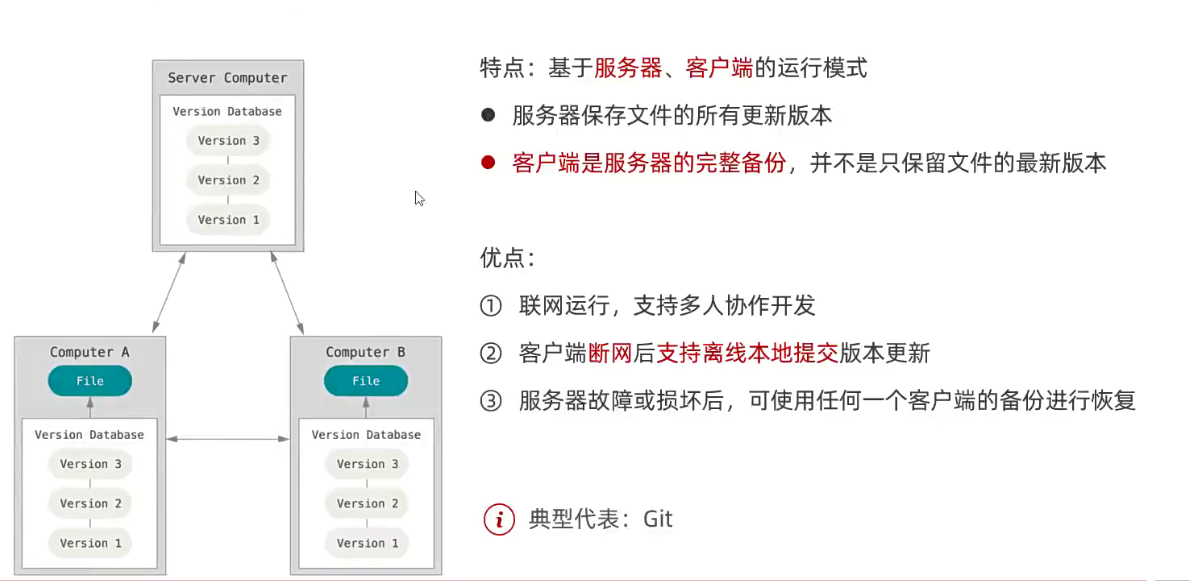 Server Computer
Version Database
Version 3
Version 2
Version 1
Computer A
File
Version Database
Version 3
Version 2
Version 1
Computer B
File
Version Database
Version 3
Version 2
Version 1
特点：基于服务器、客户端的运行模式
● 服务器保存文件的所有更新版本
● 客户端是服务器的完整备份，并不是只保留文件的最新版本
优点：
① 联网运行，支持多人协作开发
② 客户端断网后支持离线本地提交版本更新
③ 服务器故障或损坏后，可使用任何一个客户端的备份进行恢复
i 典型代表：Git